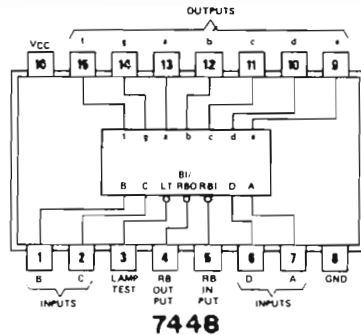 OUTPUTS
VCC f g a b c d e
16 15 14 13 12 11 10 9
f g a b c d e
BI/
B C LT RBO RBI D A
1 2 3 4 5 6 7 8
B C LAMP RB RB D A GND
TEST OUT IN
PUT PUT
INPUTS INPUTS
7448